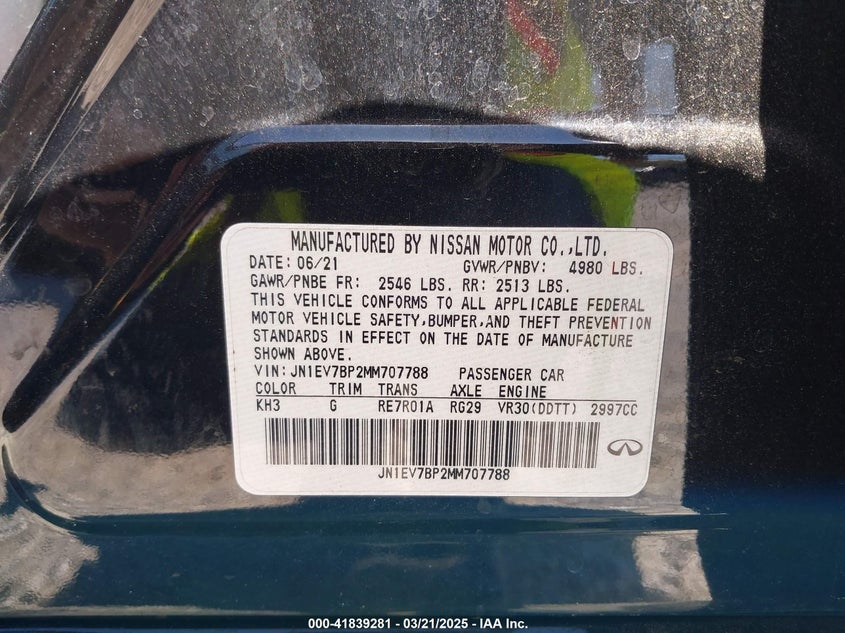 MANUFACTURED BY NISSAN MOTOR CO.,LTD.
DATE: 06/21 GVWR/PNBV: 4980 LBS.
GAWR/PNBE FR: 2546 LBS. RR: 2513 LBS.
THIS VEHICLE CONFORMS TO ALL APPLICABLE FEDERAL
MOTOR VEHICLE SAFETY,BUMPER,AND THEFT PREVENTION
STANDARDS IN EFFECT ON THE DATE OF MANUFACTURE
SHOWN ABOVE.
VIN:JN1EV7BP2MM707788 PASSENGER CAR
COLOR TRIM TRANS AXLE ENGINE
KH3 G RE7R01A RG29 VR30(DDTT) 2997CC
JN1EV7BP2MM707788
000-41839281 - 03/21/2025 - IAA Inc.